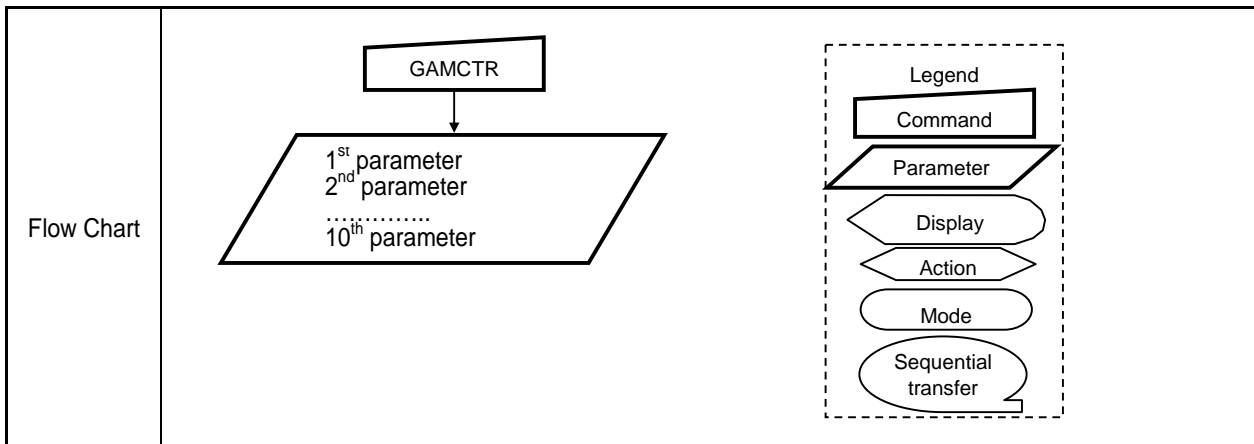 Flow Chart
GAMCTR
1st parameter
2nd parameter
…………..
10th parameter
Legend
Command
Parameter
Display
Action
Mode
Sequential
transfer